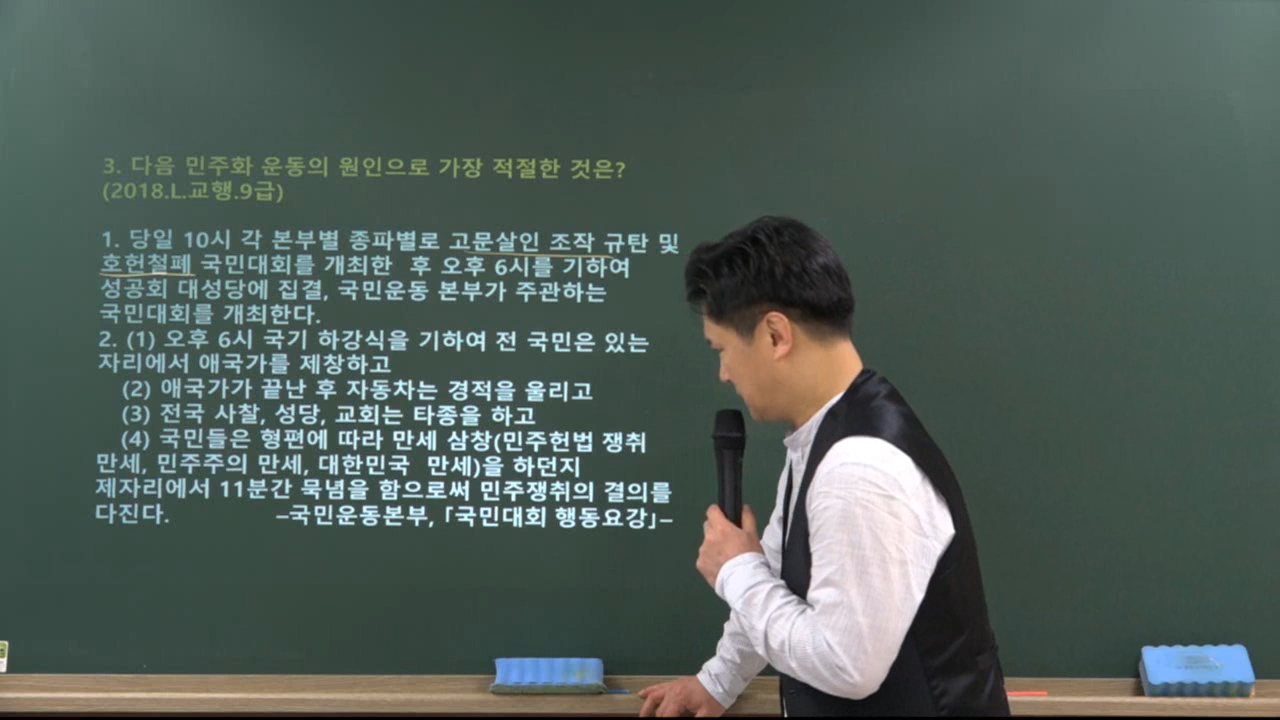 3. 다음 민주화 운동의 원인으로 가장 적절한 것은?
(2018.L.교행.9급)
1. 당일 10시 각 본부별 종파별로 고문살인 조작 규탄 및
호헌철폐 국민대회를 개최한 후 오후 6시를 기하여
성공회 대성당에 집결, 국민운동 본부가 주관하는
국민대회를 개최한다.
2. (1) 오후 6시 국기 하강식을 기하여 전 국민은 있는
자리에서 애국가를 제창하고
(2) 애국가가 끝난 후 자동차는 경적을 울리고
(3) 전국 사찰, 성당, 교회는 타종을 하고
(4) 국민들은 형편에 따라 만세 삼창(민주헌법 쟁취
만세, 민주주의 만세, 대한민국 만세)을 하던지
제자리에서 11분간 묵념을 함으로써 민주쟁취의 결의를
다진다. –국민운동본부, 「국민대회 행동요강」–